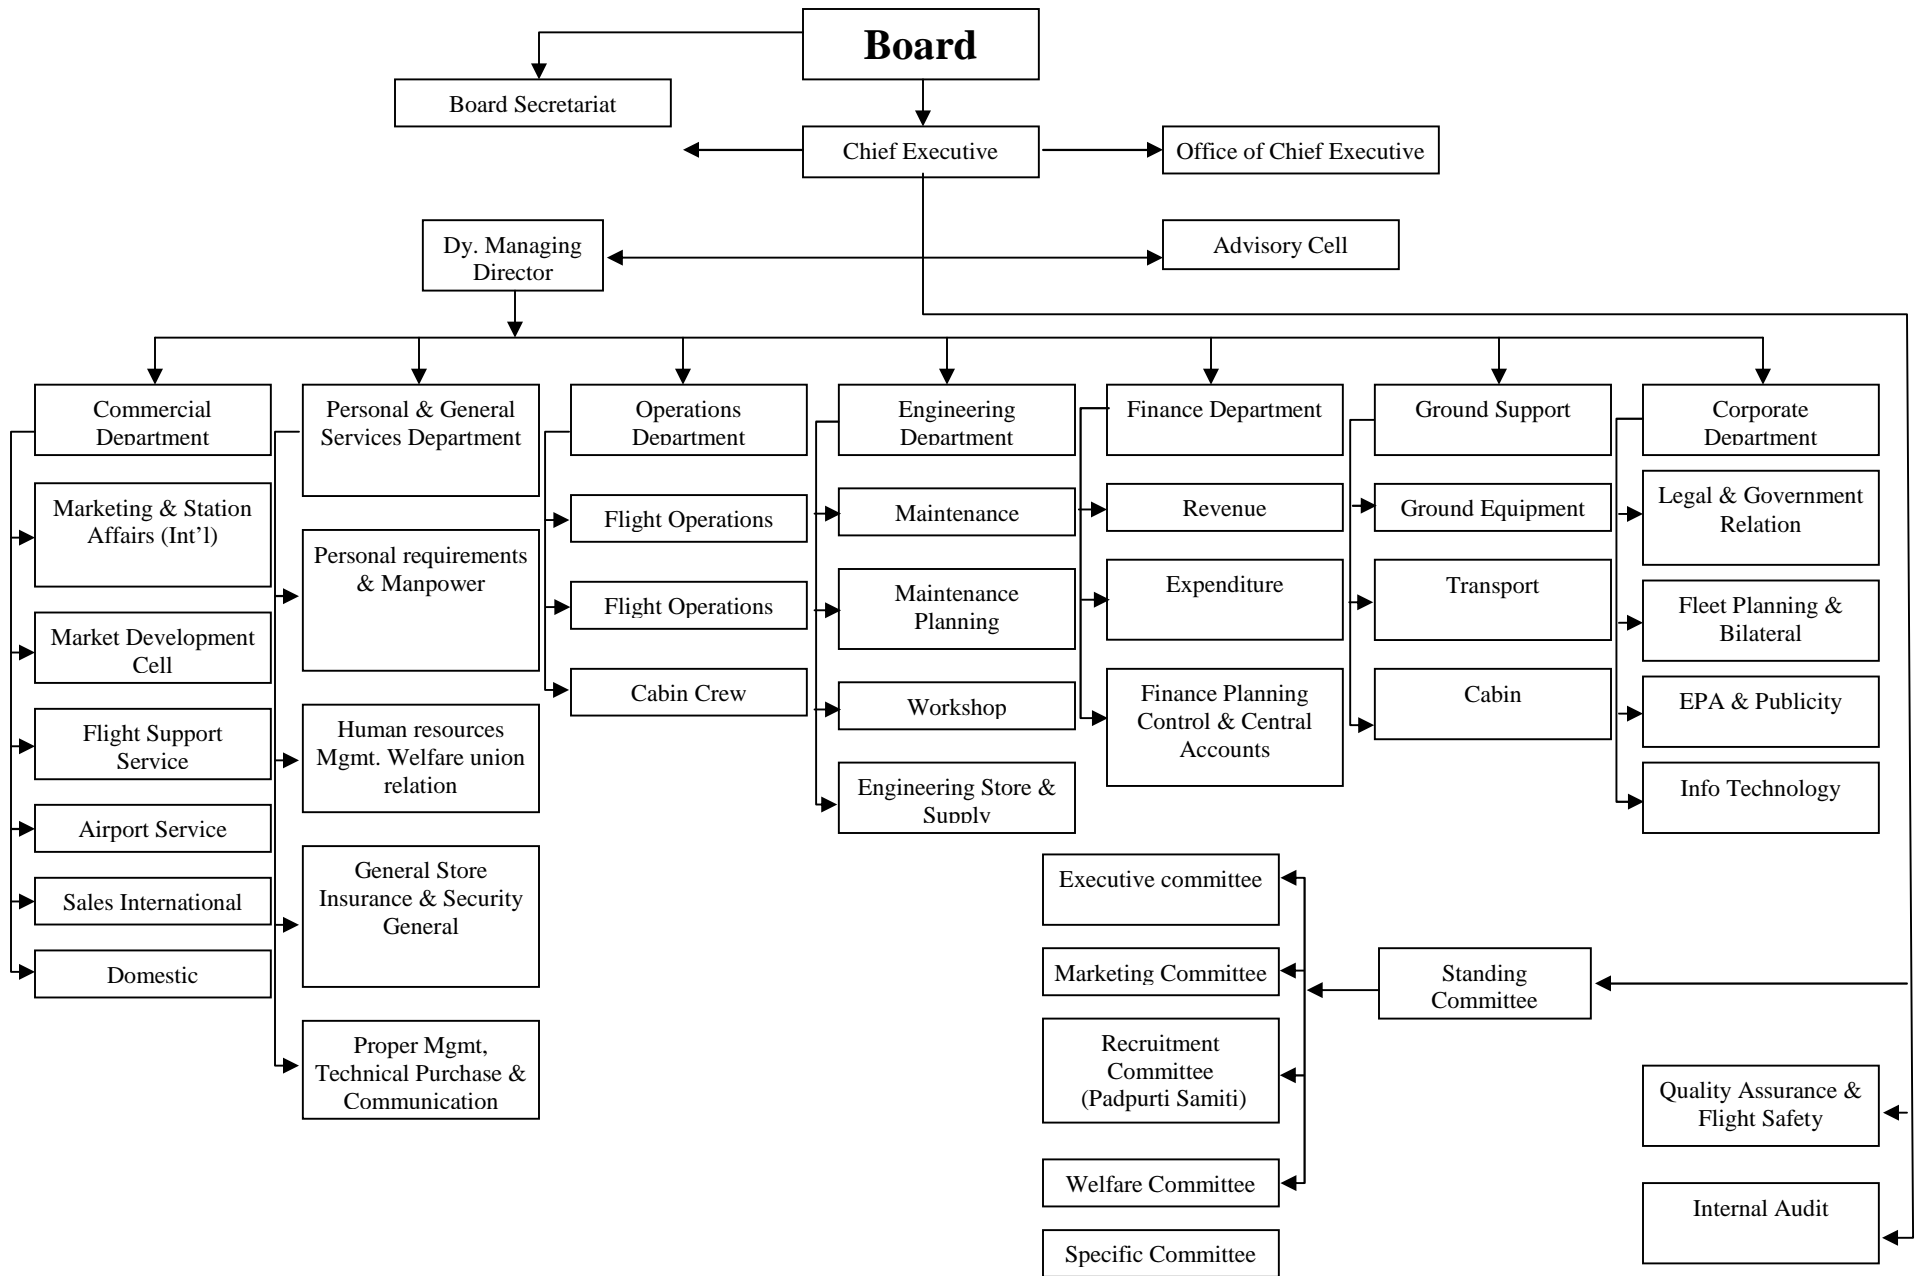 Board
Board Secretariat
Chief Executive
Office of Chief Executive
Dy. Managing
Director
Advisory Cell
Commercial
Department
Personal & General
Services Department
Operations
Department
Engineering
Department
Finance Department
Ground Support
Corporate
Department
Marketing & Station
Affairs (Int’l)
Market Development
Cell
Flight Support
Service
Airport Service
Sales International
Domestic
Personal requirements
& Manpower
Human resources
Mgmt. Welfare union
relation
General Store
Insurance & Security
General
Proper Mgmt,
Technical Purchase &
Communication
Flight Operations
Flight Operations
Cabin Crew
Maintenance
Maintenance
Planning
Workshop
Engineering Store &
Supply
Revenue
Expenditure
Finance Planning
Control & Central
Accounts
Ground Equipment
Transport
Cabin
Legal & Government
Relation
Fleet Planning &
Bilateral
EPA & Publicity
Info Technology
Executive committee
Marketing Committee
Recruitment
Committee
(Padpurti Samiti)
Welfare Committee
Specific Committee
Standing
Committee
Quality Assurance &
Flight Safety
Internal Audit